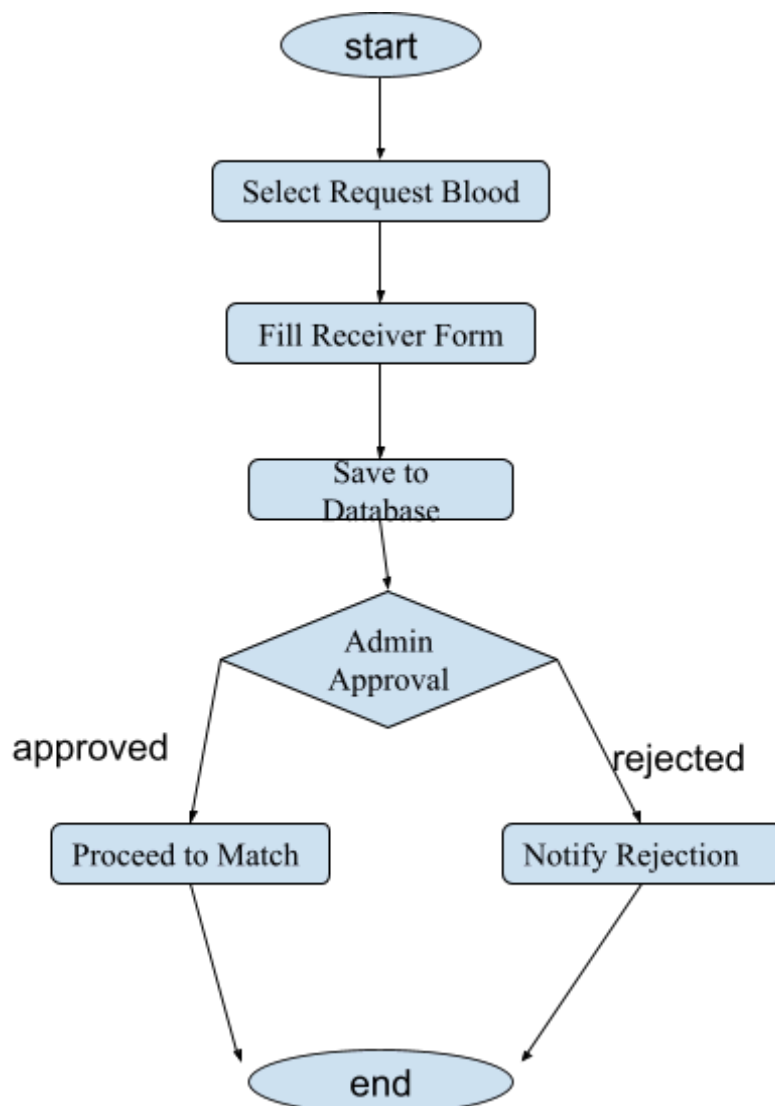 start
Select Request Blood
Fill Receiver Form
Save to
Database
Admin
Approval
approved
rejected
Proceed to Match
Notify Rejection
end